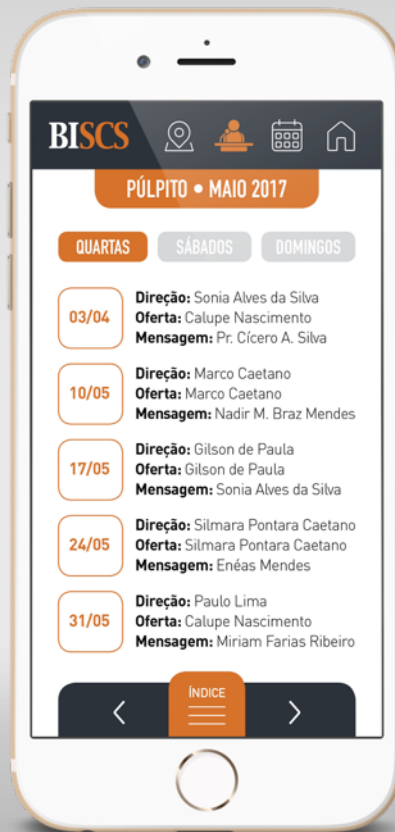 BISCS
PÚLPITO • MAIO 2017
QUARTAS SÁBADOS DOMINGOS
03/04
Direção: Sonia Alves da Silva
Oferta: Calupe Nascimento
Mensagem: Pr. Cícero A. Silva
10/05
Direção: Marco Caetano
Oferta: Marco Caetano
Mensagem: Nadir M. Braz Mendes
17/05
Direção: Gilson de Paula
Oferta: Gilson de Paula
Mensagem: Sonia Alves da Silva
24/05
Direção: Silmara Pontara Caetano
Oferta: Silmara Pontara Caetano
Mensagem: Enéas Mendes
31/05
Direção: Paulo Lima
Oferta: Calupe Nascimento
Mensagem: Miriam Farias Ribeiro
ÍNDICE